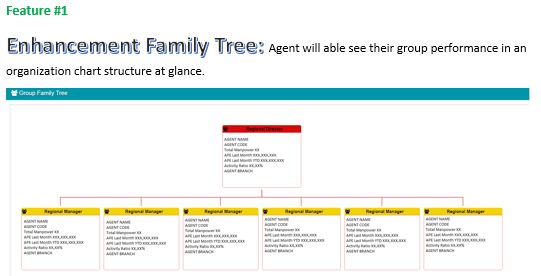 Feature #1
Enhancement Family Tree: Agent will able see their group performance in an
organization chart structure at glance.
Group Family Tree
Regional Director
AGENT NAME
AGENT CODE
Total Manpower XX
APE Last Month XXX,XXX,XXX
APE Last Month YTD XXX,XXX,XXX
Activity Ratio XX,XX%
AGENT BRANCH
Regional Manager
AGENT NAME
AGENT CODE
Total Manpower XX
APE Last Month XXX,XXX,XXX
APE Last Month YTD XXX,XXX,XXX
Activity Ratio XX,XX%
AGENT BRANCH
Regional Manager
AGENT NAME
AGENT CODE
Total Manpower XX
APE Last Month XXX,XXX,XXX
APE Last Month YTD XXX,XXX,XXX
Activity Ratio XX,XX%
AGENT BRANCH
Regional Manager
AGENT NAME
AGENT CODE
Total Manpower XX
APE Last Month XXX,XXX,XXX
APE Last Month YTD XXX,XXX,XXX
Activity Ratio XX,XX%
AGENT BRANCH
Regional Manager
AGENT NAME
AGENT CODE
Total Manpower XX
APE Last Month XXX,XXX,XXX
APE Last Month YTD XXX,XXX,XXX
Activity Ratio XX,XX%
AGENT BRANCH
Regional Manager
AGENT NAME
AGENT CODE
Total Manpower XX
APE Last Month XXX,XXX,XXX
APE Last Month YTD XXX,XXX,XXX
Activity Ratio XX,XX%
AGENT BRANCH
Regional Manager
AGENT NAME
AGENT CODE
Total Manpower XX
APE Last Month XXX,XXX,XXX
APE Last Month YTD XXX,XXX,XXX
Activity Ratio XX,XX%
AGENT BRANCH